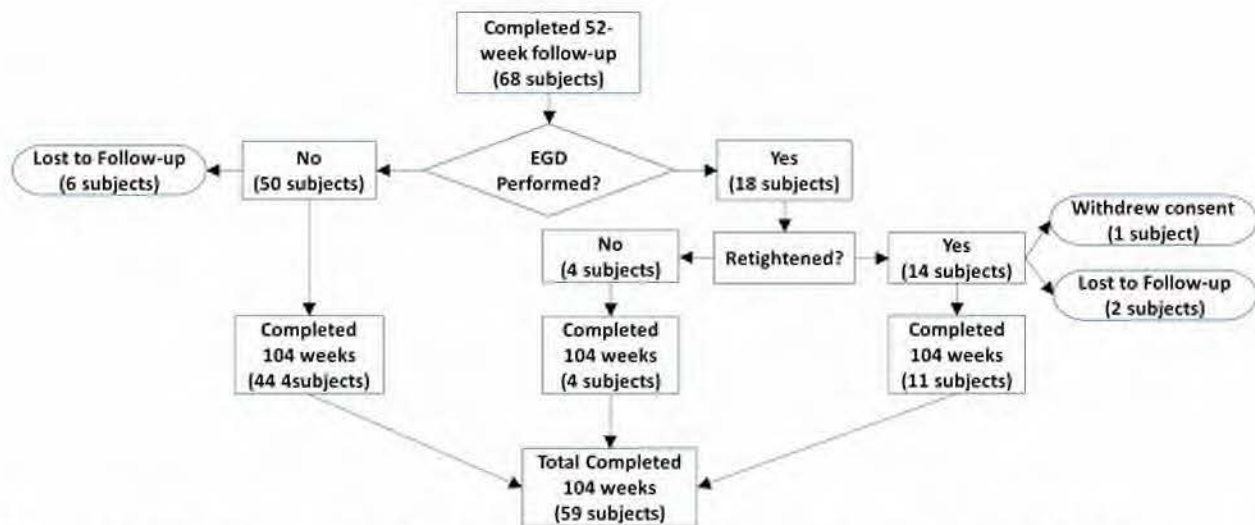 Completed 52-
week follow-up
(68 subjects)
EGD
Performed?
No
(50 subjects)
Lost to Follow-up
(6 subjects)
Yes
(18 subjects)
Retightened?
No
(4 subjects)
Yes
(14 subjects)
Withdrew consent
(1 subject)
Lost to Follow-up
(2 subjects)
Completed
104 weeks
(44 4subjects)
Completed
104 weeks
(4 subjects)
Completed
104 weeks
(11 subjects)
Total Completed
104 weeks
(59 subjects)